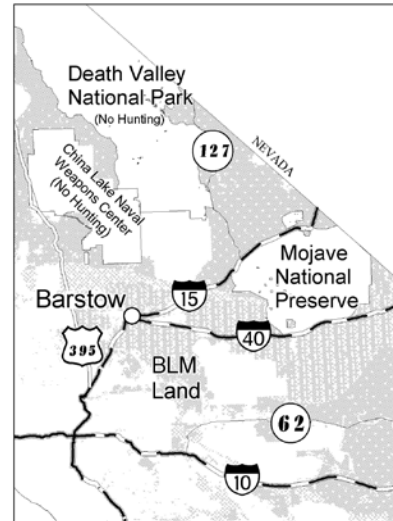 Death Valley
National Park
(No Hunting)
127
NEVADA
China Lake Naval
Weapons Center
(No Hunting)
Mojave
National
Preserve
15
Barstow
40
395
BLM
Land
62
10